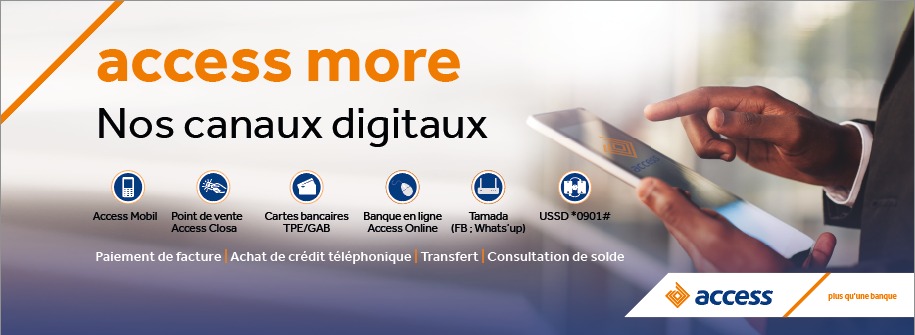 access more
Nos canaux digitaux
access
Access Mobil
Point de vente
Access Closa
Cartes bancaires
TPE/GAB
Banque en ligne
Access Online
Tamada
(FB ; Whats'up)
USSD *0901#
Paiement de facture | Achat de crédit téléphonique | Transfert | Consultation de solde
access
plus qu'une banque